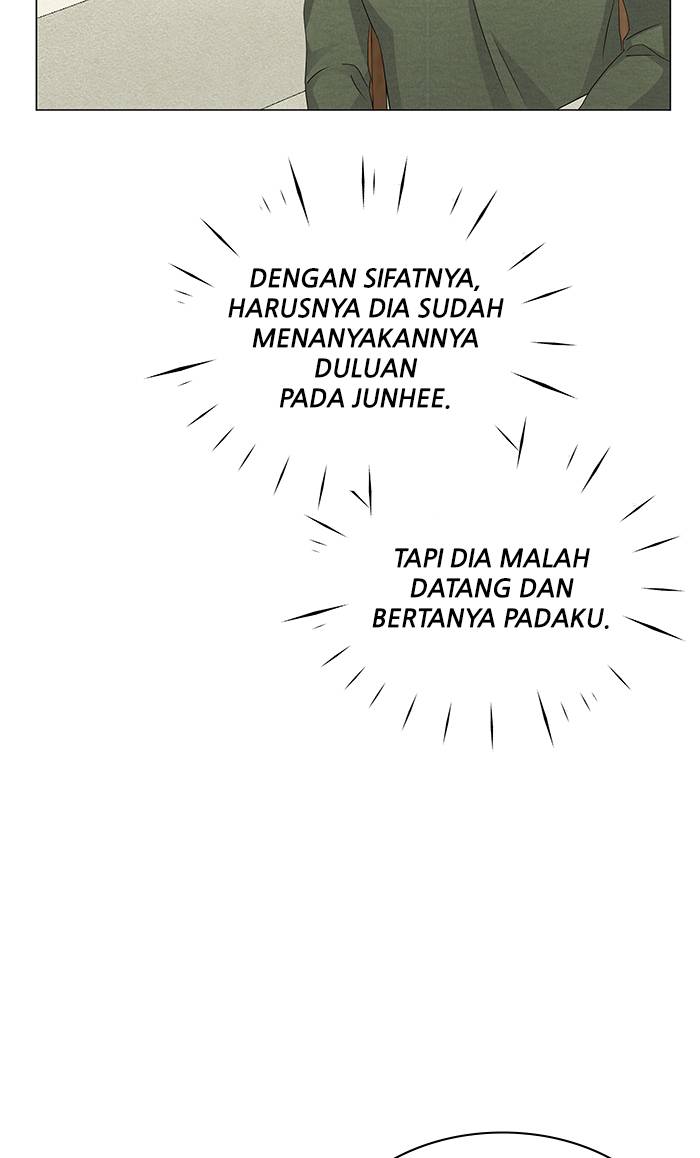 DENGAN SIFATNYA,
HARUSNYA DIA SUDAH
MENANYAKANNYA
DULUAN
PADA JUNHEE.
TAPI DIA MALAH
DATANG DAN
BERTANYA PADAKU.